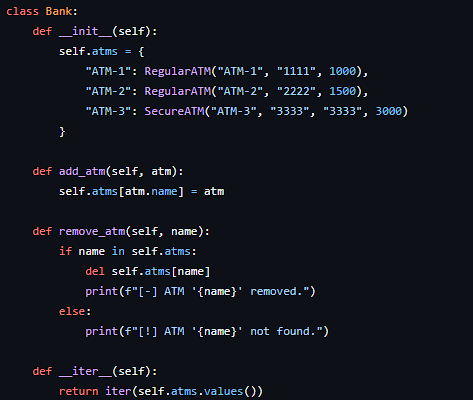 class Bank:
    def __init__(self):
        self.atms = {
            "ATM-1": RegularATM("ATM-1", "1111", 1000),
            "ATM-2": RegularATM("ATM-2", "2222", 1500),
            "ATM-3": SecureATM("ATM-3", "3333", "3333", 3000)
        }

    def add_atm(self, atm):
        self.atms[atm.name] = atm

    def remove_atm(self, name):
        if name in self.atms:
            del self.atms[name]
            print(f"[-] ATM '{name}' removed.")
        else:
            print(f"[!] ATM '{name}' not found.")

    def __iter__(self):
        return iter(self.atms.values())